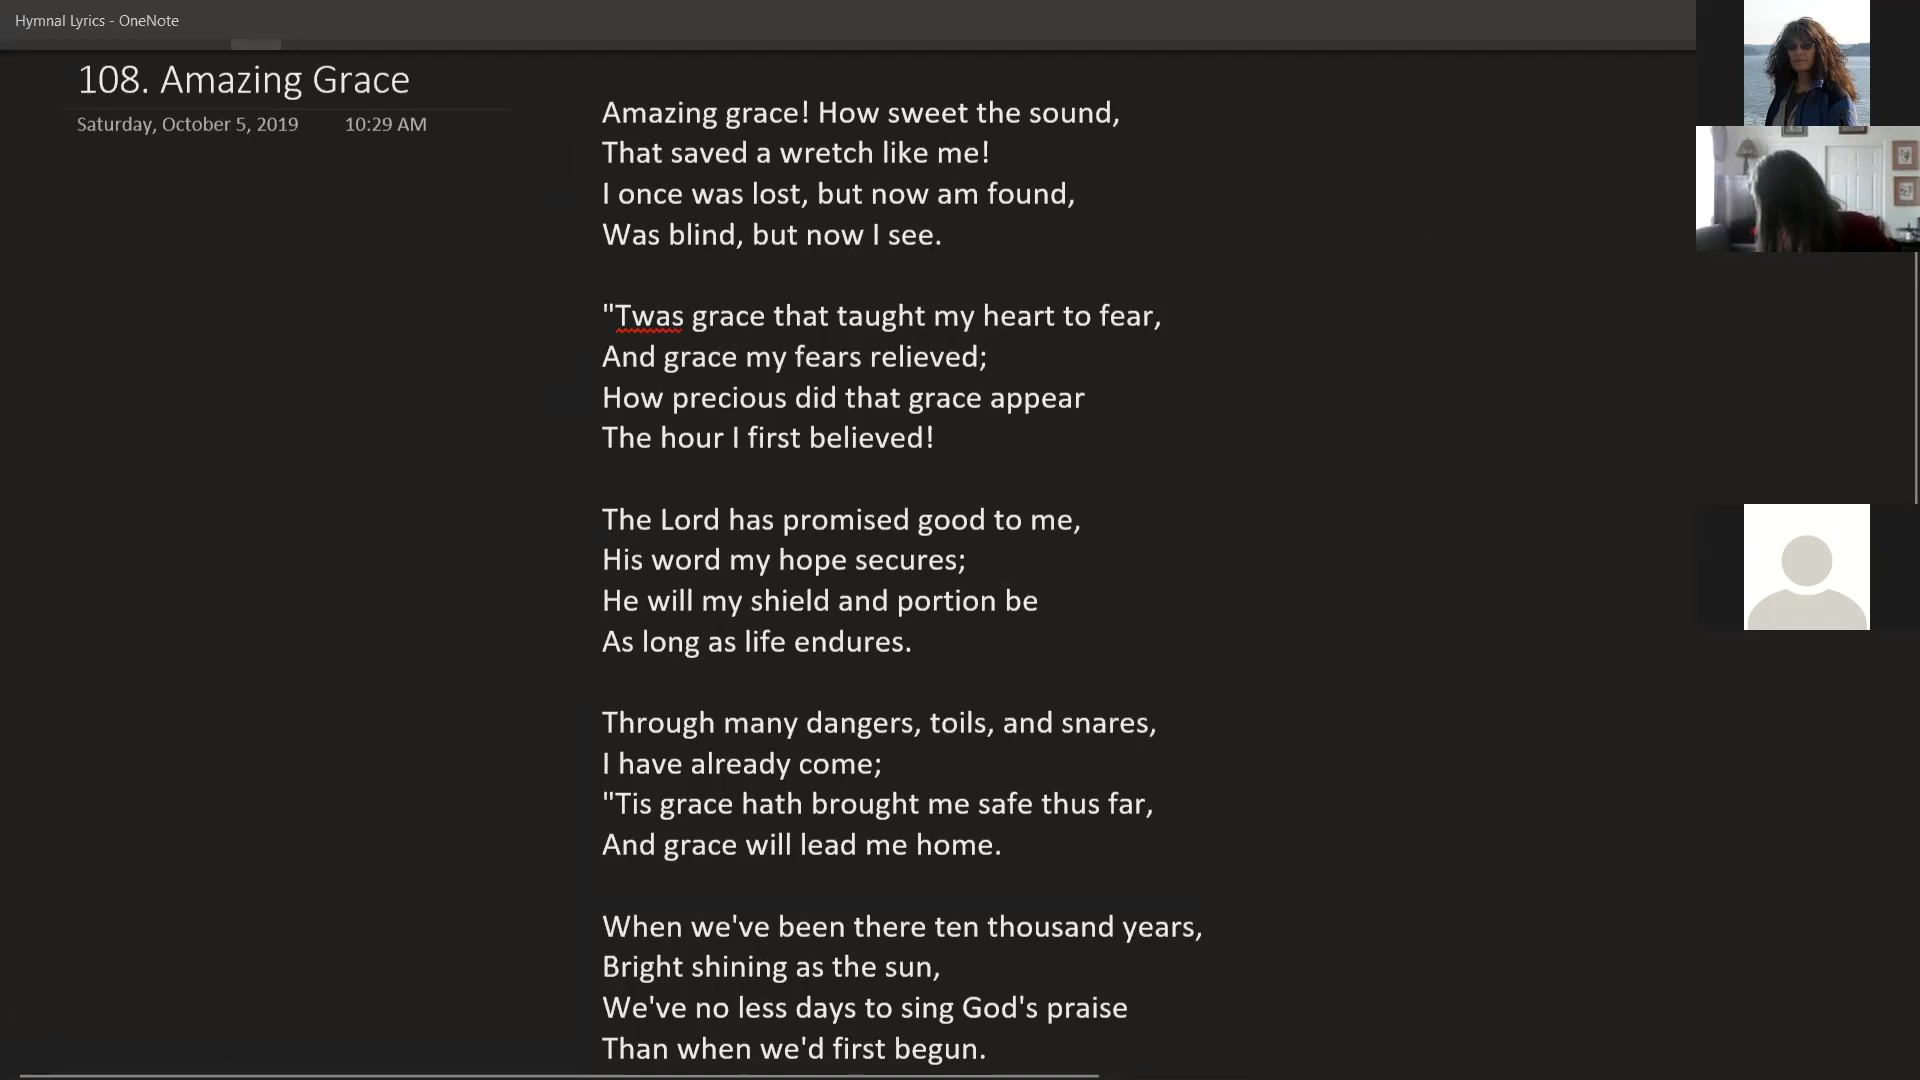 Hymnal Lyrics - OneNote
108. Amazing Grace
Saturday, October 5, 2019 10:29 AM
Amazing grace! How sweet the sound,
That saved a wretch like me!
I once was lost, but now am found,
Was blind, but now I see.
"Twas grace that taught my heart to fear,
And grace my fears relieved;
How precious did that grace appear
The hour I first believed!
The Lord has promised good to me,
His word my hope secures;
He will my shield and portion be
As long as life endures.
Through many dangers, toils, and snares,
I have already come;
"Tis grace hath brought me safe thus far,
And grace will lead me home.
When we've been there ten thousand years,
Bright shining as the sun,
We've no less days to sing God's praise
Than when we'd first begun.